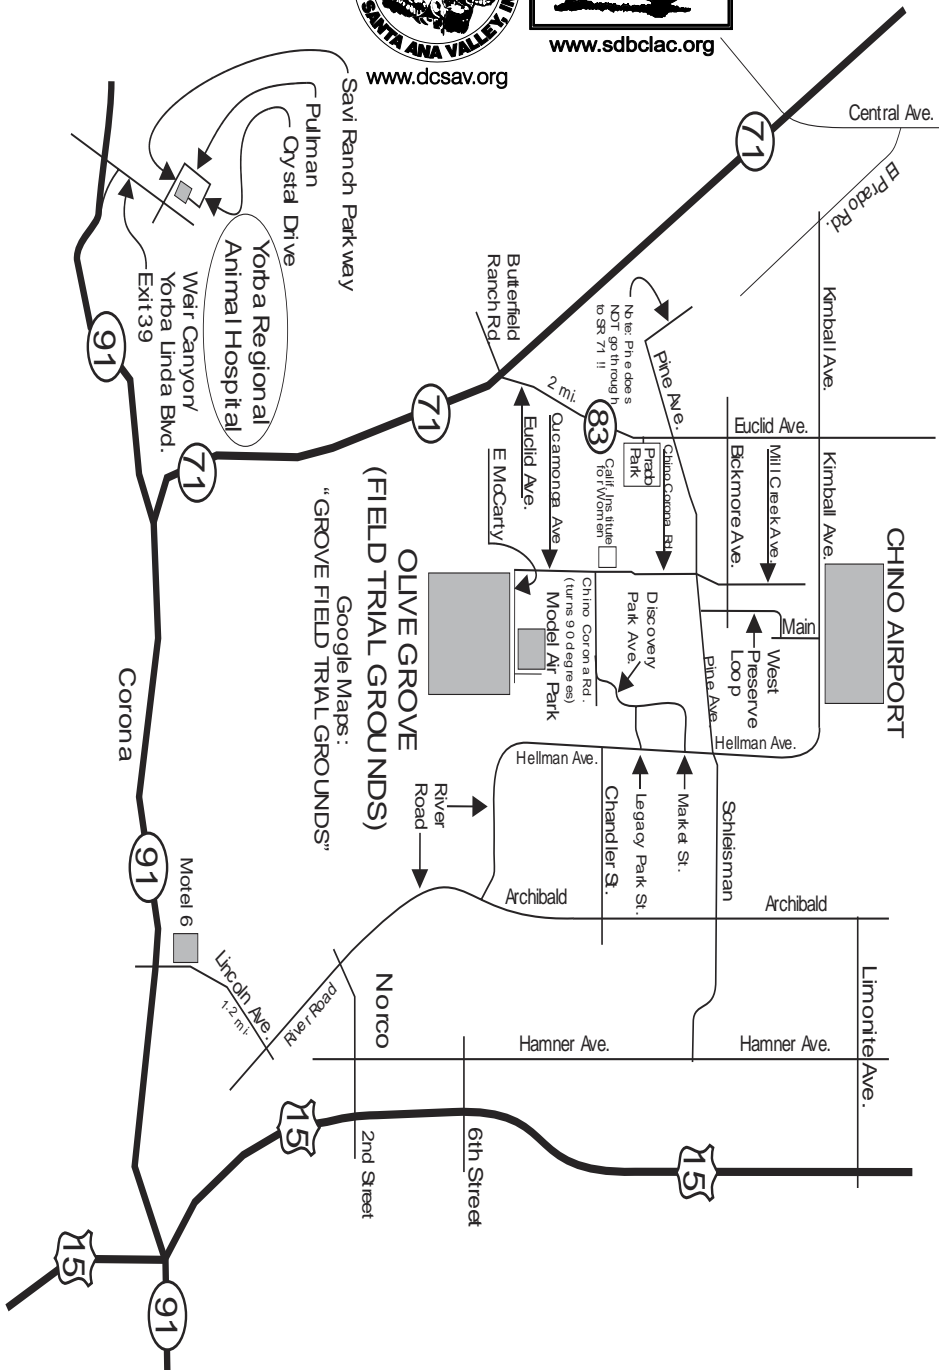 SANTA ANA VALLEY, IN
www.dcsav.org
www.sdbclac.org
Central Ave.
71
El Prado Rd.
Kimball Ave.
Savi Ranch Parkway
Pullman
Crystal Drive
Yorba Regional
Animal Hospital
Weir Canyon/
Yorba Linda Blvd.
Exit 39
91
Butterfield
Ranch Rd.
Note: Pine does
NOT go through
to SR 71 !!
Pine Ave.
2 mi.
83
71
71
Euclid Ave.
Euclid Ave.
Prado
Park
Chino Corona Rd.
Calif. Institute
for Women
Cucamonga Ave
E McCarty
Bickmore Ave.
Mill Creek Ave.
Kimball Ave.
CHINO AIRPORT
Main
West
Preserve
Loop
Pine Ave.
Discovery
Park Ave.
Chino Corona Rd.
(turns 90 degrees)
Model Air Park
OLIVE GROVE
(FIELD TRIAL GROUNDS)
Google Maps:
“GROVE FIELD TRIAL GROUNDS”
Hellman Ave.
Hellman Ave.
Market St.
Legacy Park St.
Chandler St.
Schleisman
River
Road
Corona
91
Motel 6
Archibald
Archibald
Lincoln Ave.
1.2 mi.
River Road
Norco
Hamner Ave.
Hamner Ave.
Limonite Ave.
15
2nd Street
6th Street
15
15
91